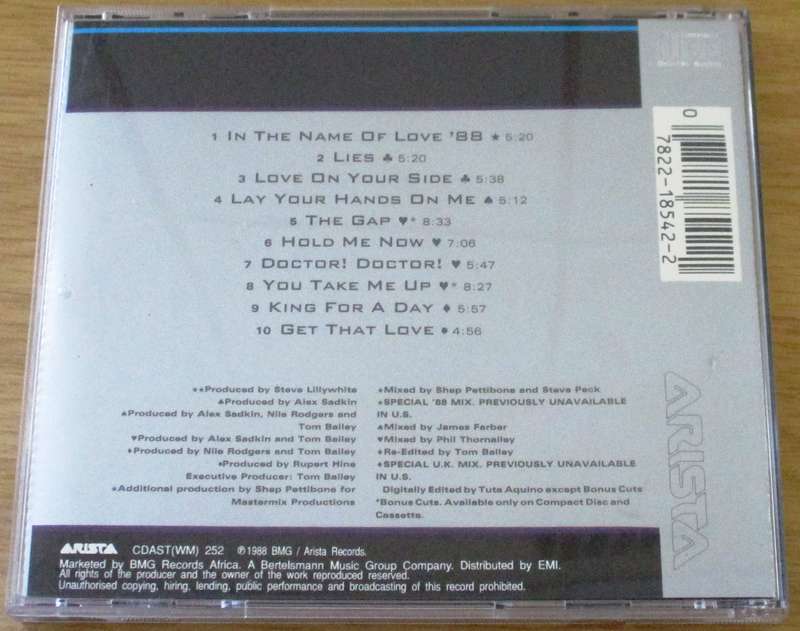 1 IN THE NAME OF LOVE '88 ★ 5:20
2 LIES ♣ 5:20
3 LOVE ON YOUR SIDE ♣ 5:38
4 LAY YOUR HANDS ON ME ♠ 5:12
5 THE GAP ♥* 8:33
6 HOLD ME NOW ♥ 7:06
7 DOCTOR! DOCTOR! ♥ 5:47
8 YOU TAKE ME UP ♥* 8:27
9 KING FOR A DAY ♦ 5:57
10 GET THAT LOVE ● 4:56
★★Produced by Steve Lillywhite
♣Produced by Alex Sadkin
♠Produced by Alex Sadkin, Nile Rodgers and
Tom Bailey
♥Produced by Alex Sadkin and Tom Bailey
♦Produced by Nile Rodgers and Tom Bailey
●Produced by Rupert Hine
Executive Producer: Tom Bailey
★Additional production by Shep Pettibone for
Mastermix Productions
★Mixed by Shep Pettibone and Steve Peck
★SPECIAL '88 MIX. PREVIOUSLY UNAVAILABLE
IN U.S.
♠Mixed by James Farber
♥Mixed by Phil Thornalley
♦Re-Edited by Tom Bailey
♦SPECIAL U.K. MIX. PREVIOUSLY UNAVAILABLE
IN U.S.
Digitally Edited by Tuta Aquino except Bonus Cuts
*Bonus Cuts. Available only on Compact Disc and
Cassette.
0
7822-18542-2
ARISTA
ARISTA CDAST(WM) 252 ℗1988 BMG / Arista Records.
Marketed by BMG Records Africa. A Bertelsmann Music Group Company. Distributed by EMI.
All rights of the producer and the owner of the work reproduced reserved.
Unauthorised copying, hiring, lending, public performance and broadcasting of this record prohibited.